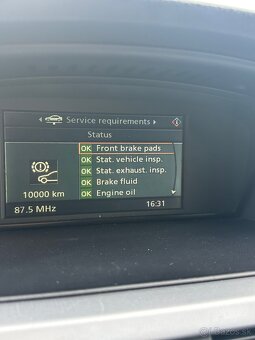 Service requirements
Status
OK Front brake pads
OK Stat. vehicle insp.
OK Stat. exhaust. insp.
OK Brake fluid
OK Engine oil
10000 km
87.5 MHz 16:31